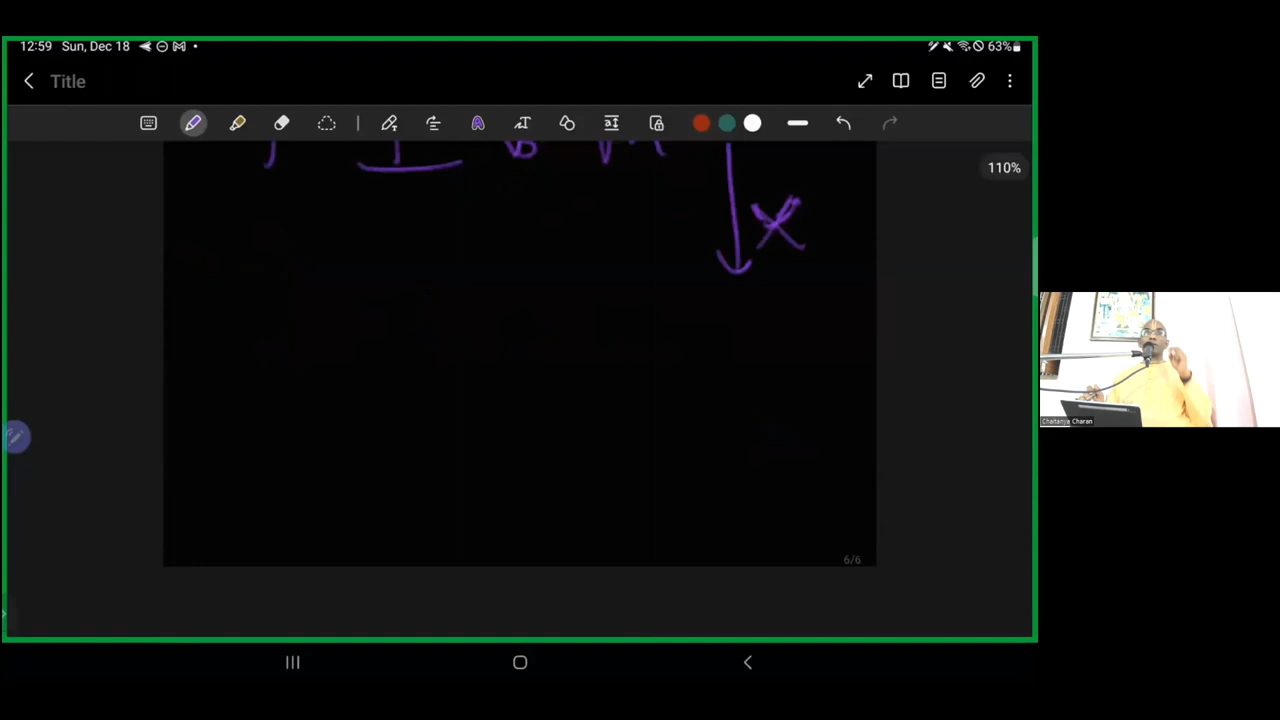 12:59 Sun, Dec 18 63%
Title
110%
X
6/6
Chaitanya Charan